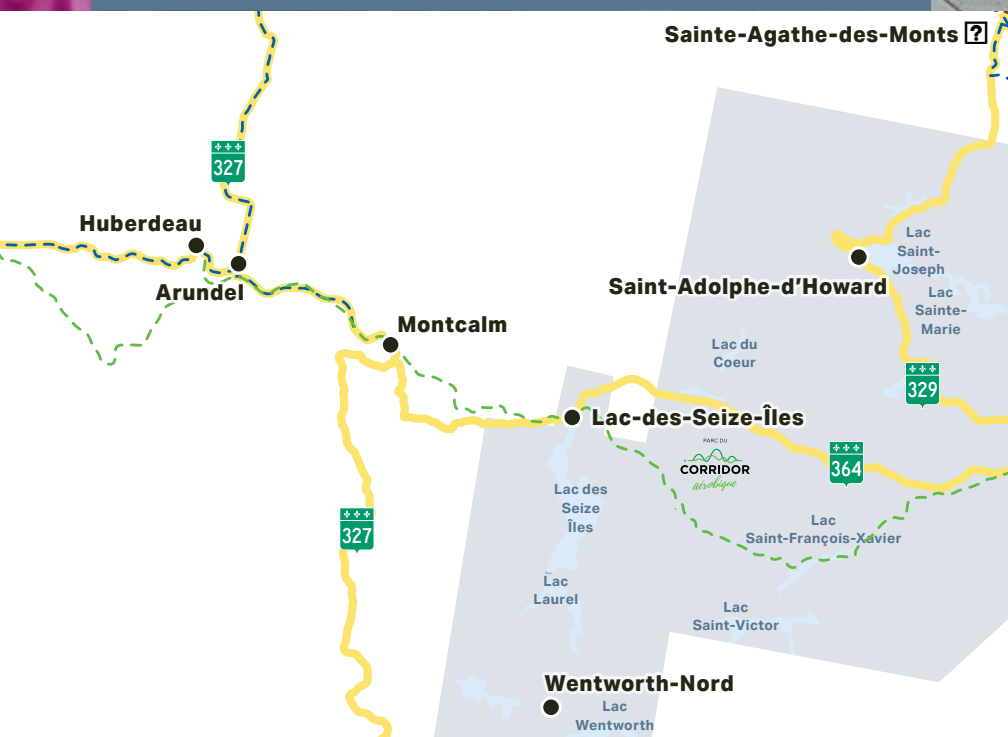 Sainte-Agathe-des-Monts ?
327
Huberdeau
Arundel
Lac
Saint-
Joseph
Saint-Adolphe-d’Howard
Lac
Sainte-
Marie
Montcalm
Lac du
Coeur
329
Lac-des-Seize-Îles
PARC DU
CORRIDOR
aérobique
364
Lac des
Seize
Îles
327
Lac
Saint-François-Xavier
Lac
Laurel
Lac
Saint-Victor
Wentworth-Nord
Lac
Wentworth